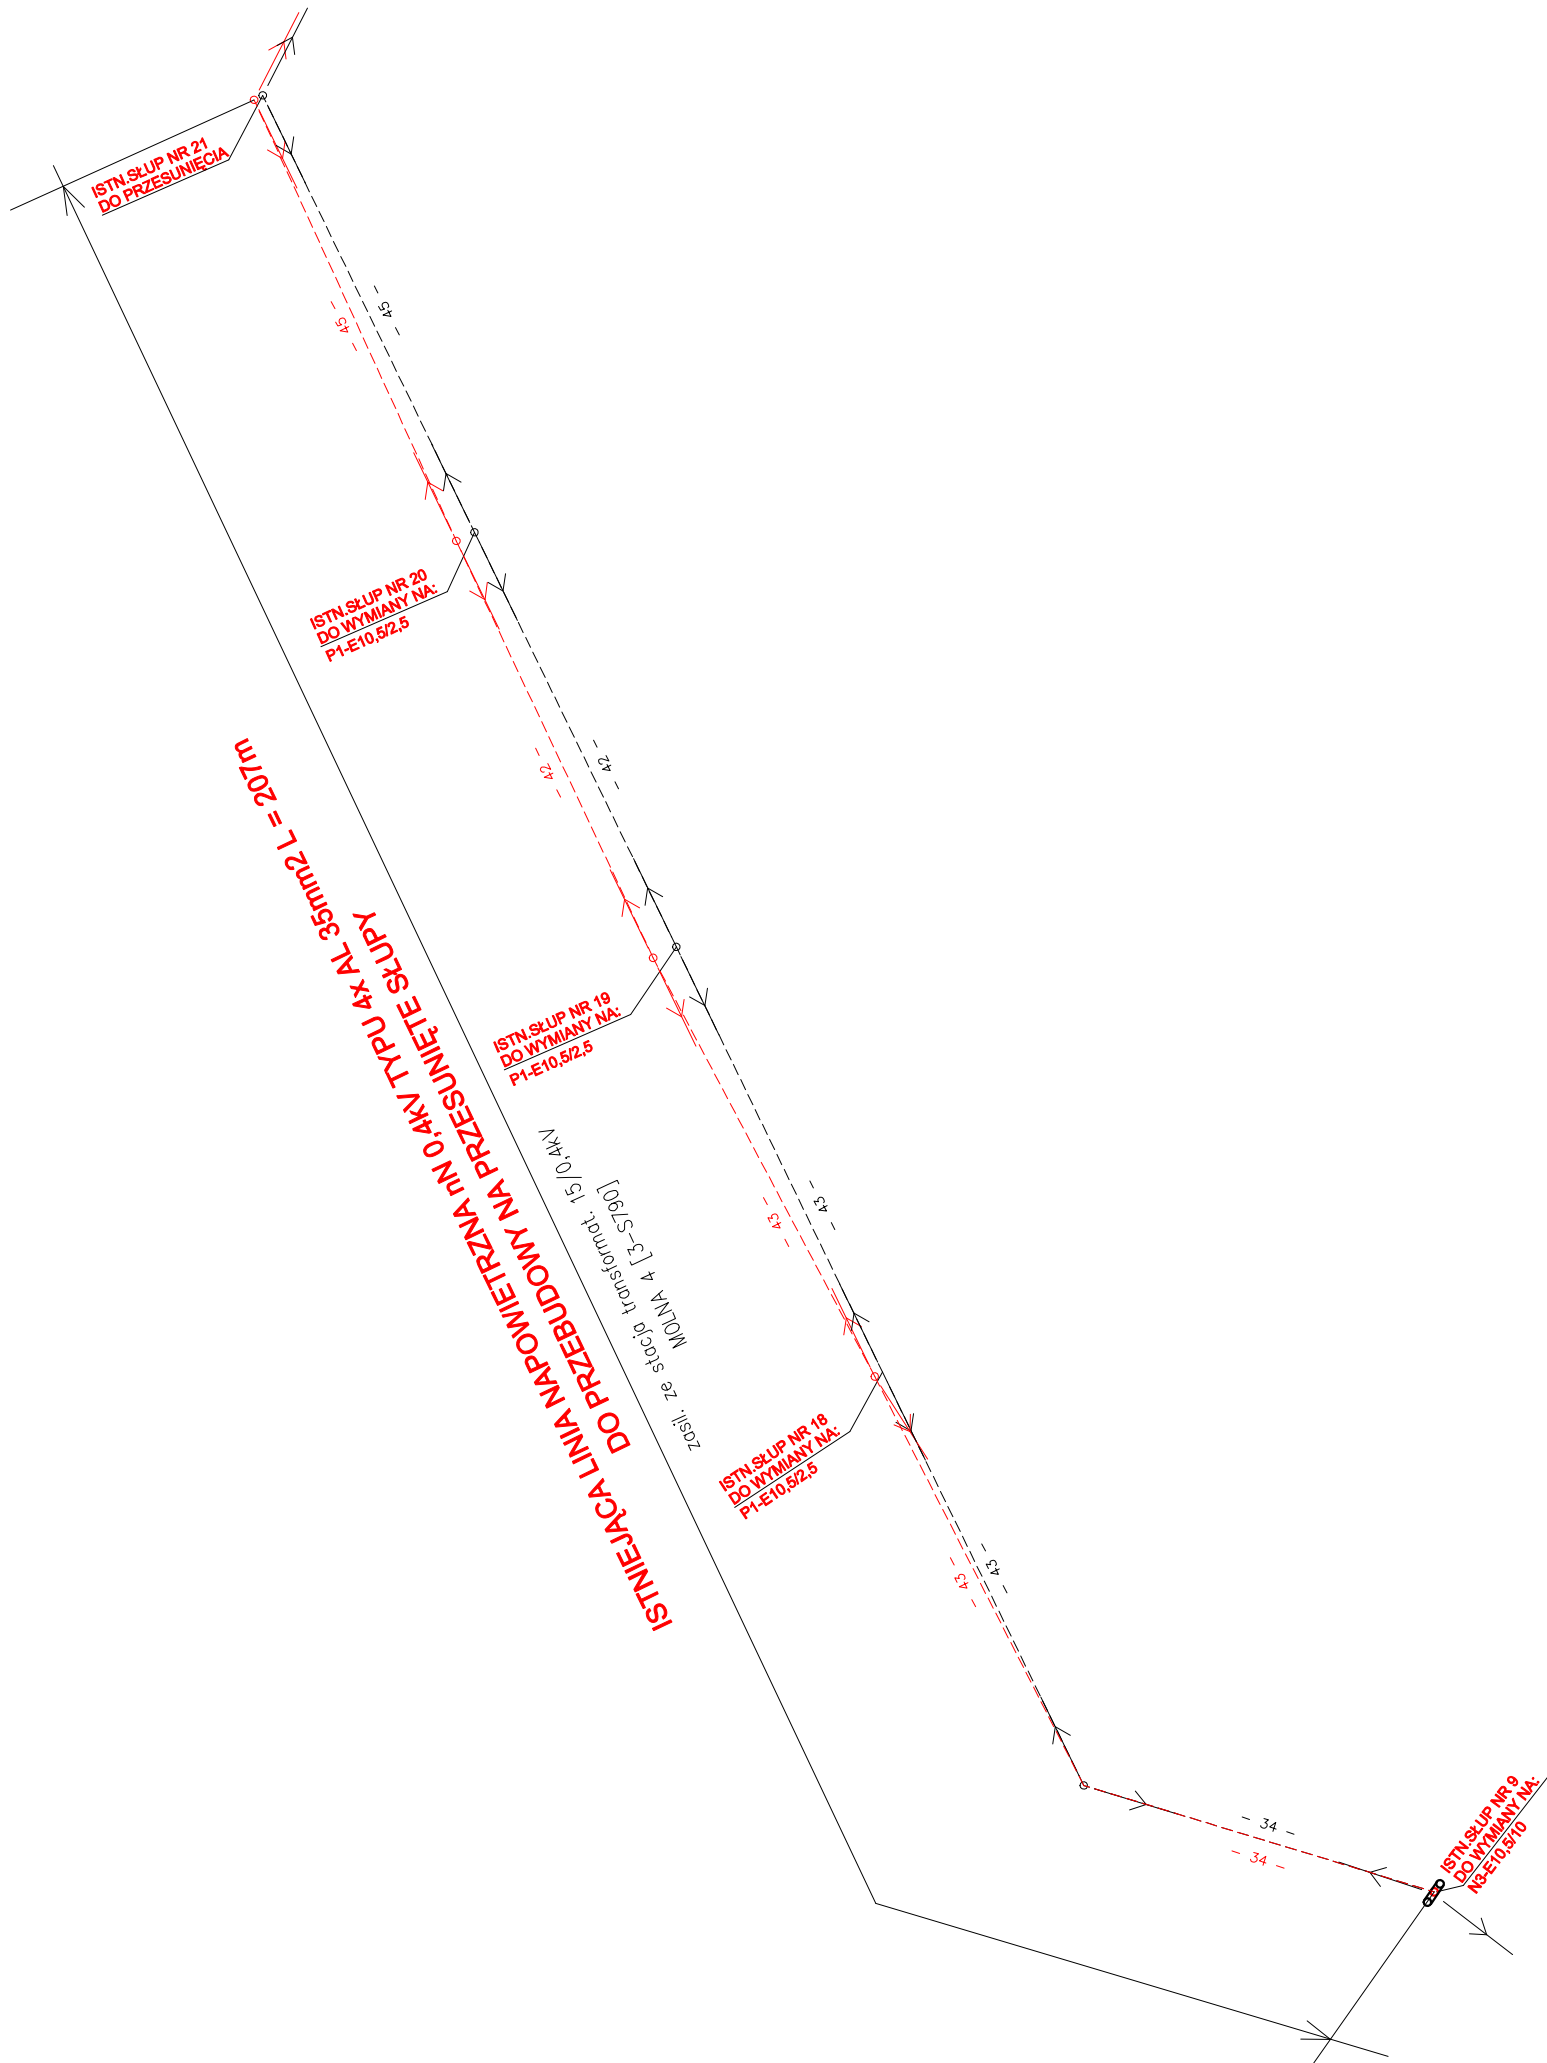 ISTN.SŁUP NR 21
DO PRZESUNIĘCIA
- 45 -
- 45 -
ISTN.SŁUP NR 20
DO WYMIANY NA:
P1-E10,5/2,5
- 42 -
- 42 -
ISTN.SŁUP NR 19
DO WYMIANY NA:
P1-E10,5/2,5
ISTNIEJĄCA LINIA NAPOWIETRZNA nN 0,4kV TYPU 4x AL 35mm2 L = 207m
DO PRZEBUDOWY NA PRZESUNIĘTE SŁUPY
zasil. ze stacja transformat. 15/0,4kV
MOLNA 4 [3-S790]
- 43 -
- 43 -
ISTN.SŁUP NR 18
DO WYMIANY NA:
P1-E10,5/2,5
- 43 -
- 43 -
- 34 -
- 34 -
ISTN.SŁUP NR 9
DO WYMIANY NA:
N3-E10,5/10